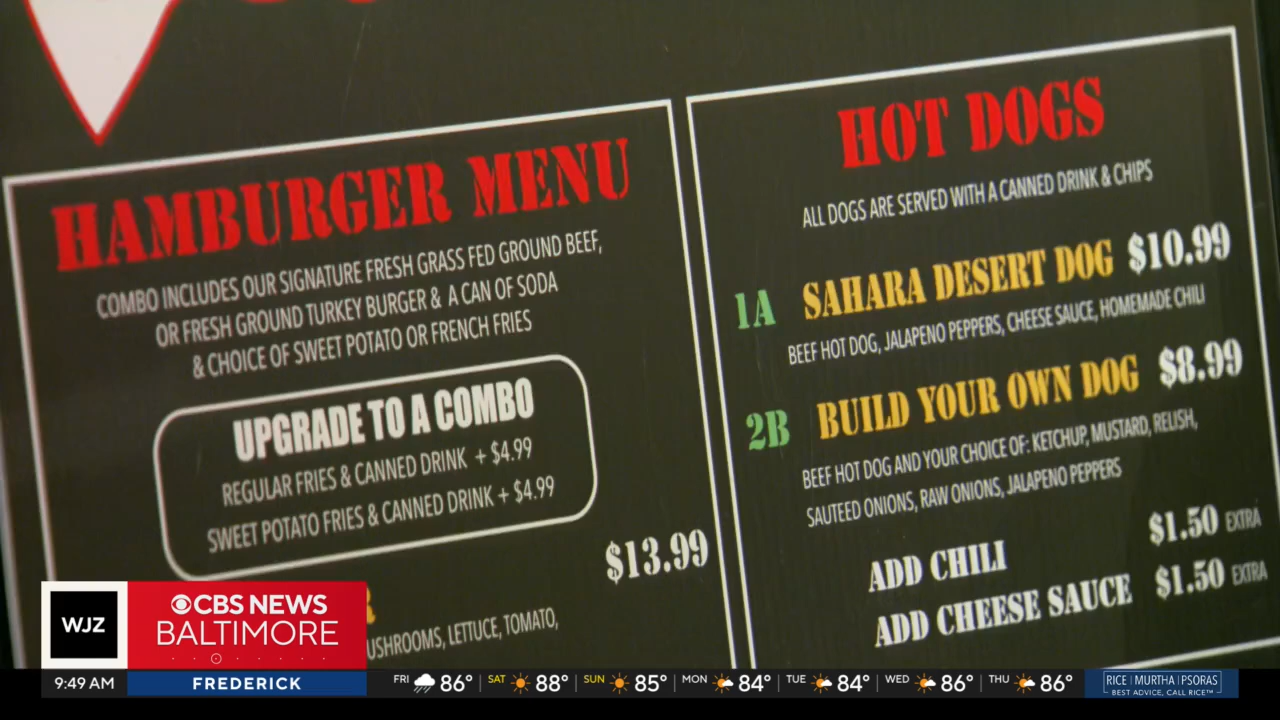 HAMBURGER MENU
COMBO INCLUDES OUR SIGNATURE FRESH GRASS FED GROUND BEEF,
OR FRESH GROUND TURKEY BURGER & A CAN OF SODA
& CHOICE OF SWEET POTATO OR FRENCH FRIES
UPGRADE TO A COMBO
REGULAR FRIES & CANNED DRINK + $4.99
SWEET POTATO FRIES & CANNED DRINK + $4.99
$13.99
LETTUCE, TOMATO,
HOT DOGS
ALL DOGS ARE SERVED WITH A CANNED DRINK & CHIPS
1A SAHARA DESERT DOG $10.99
BEEF HOT DOG, JALAPENO PEPPERS, CHEESE SAUCE, HOMEMADE CHILI
2B BUILD YOUR OWN DOG $8.99
BEEF HOT DOG AND YOUR CHOICE OF: KETCHUP, MUSTARD, RELISH,
SAUTEED ONIONS, RAW ONIONS, JALAPENO PEPPERS
ADD CHILI $1.50 EXTRA
ADD CHEESE SAUCE $1.50 EXTRA
WJZ
CBS NEWS
BALTIMORE
9:49 AM FREDERICK FRI 86° SAT 88° SUN 85° MON 84° TUE 84° WED 86° THU 86°
RICE | MURTHA | PSORAS
BEST ADVICE, CALL RICE™